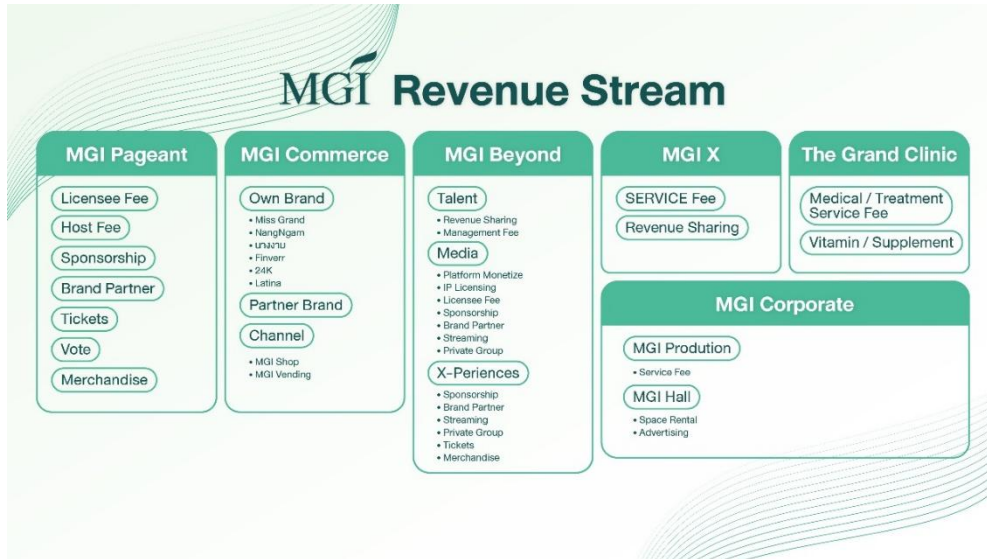 MGI Revenue Stream
MGI Pageant
Licensee Fee
Host Fee
Sponsorship
Brand Partner
Tickets
Vote
Merchandise
MGI Commerce
Own Brand
• Miss Grand
• NangNgam
• นางงาม
• Finverr
• 24K
• Latina
Partner Brand
Channel
• MGI Shop
• MGI Vending
MGI Beyond
Talent
• Revenue Sharing
• Management Fee
Media
• Platform Monetize
• IP Licensing
• Licensee Fee
• Sponsorship
• Brand Partner
• Streaming
• Private Group
X-Periences
• Sponsorship
• Brand Partner
• Streaming
• Private Group
• Tickets
• Merchandise
MGI X
SERVICE Fee
Revenue Sharing
The Grand Clinic
Medical / Treatment
Service Fee
Vitamin / Supplement
MGI Corporate
MGI Prodution
• Service Fee
MGI Hall
• Space Rental
• Advertising